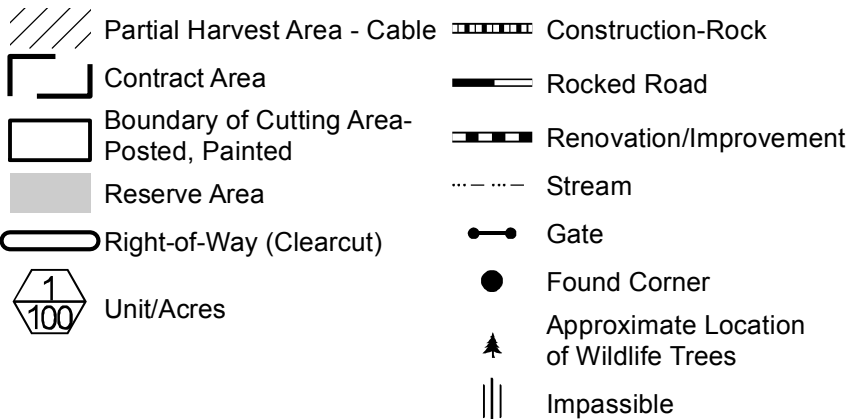 Partial Harvest Area - Cable
Contract Area
Boundary of Cutting Area-
Posted, Painted
Reserve Area
Right-of-Way (Clearcut)
1
100
Unit/Acres
Construction-Rock
Rocked Road
Renovation/Improvement
Stream
Gate
Found Corner
Approximate Location
of Wildlife Trees
Impassible